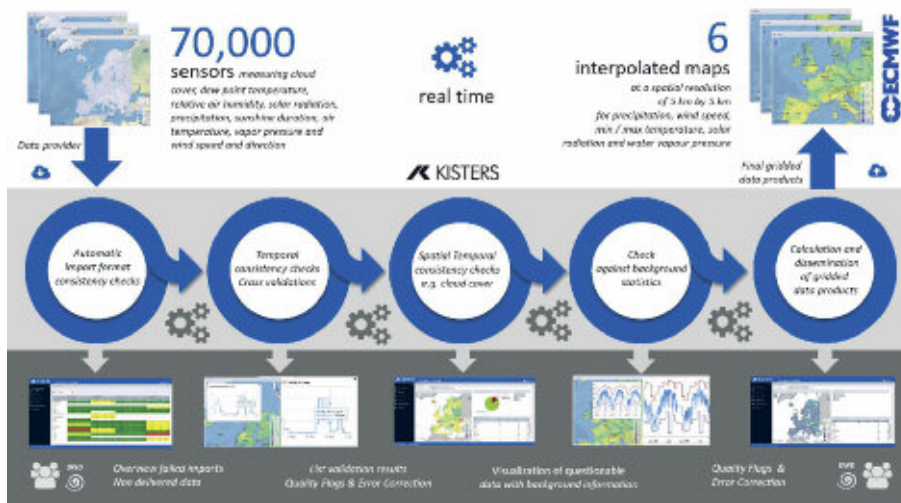 70,000
sensors measuring cloud
cover, dew point temperature,
relative air humidity, solar radiation,
precipitation, sunshine duration, air
temperature, vapor pressure and
wind speed and direction
Data provider
real time
6
interpolated maps
at a spatial resolution
of 5 km by 5 km
for precipitation, wind speed,
min / max temperature, solar
radiation and water vapour pressure
ECMWF
Final gridded
data products
KISTERS
Automatic
import format
consistency checks
Temporal
consistency checks
Cross validations
Spatial Temporal
consistency checks
e.g. cloud cover
Check
against background
statistics
Calculation and
dissemination
of gridded
data products
DWD
Overview failed imports
Non delivered data
List validation results
Quality Flags & Error Correction
Visualization of questionable
data with background information
Quality Flags &
Error Correction
DWD